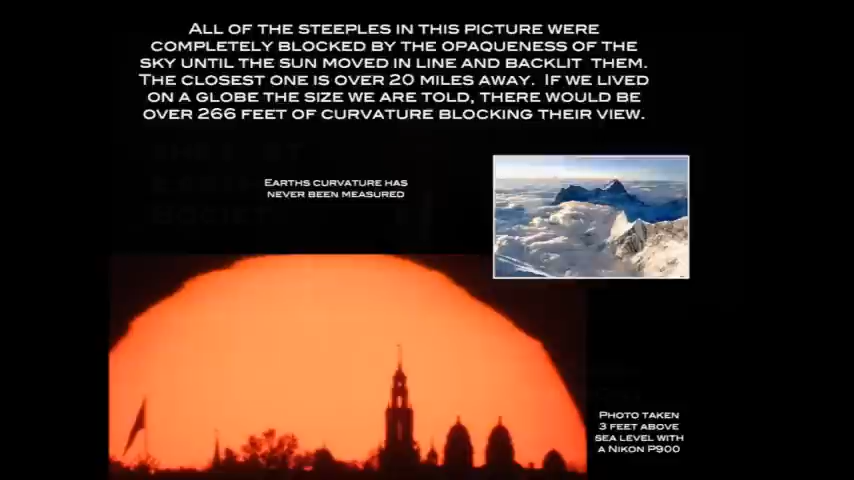 ALL OF THE STEEPLES IN THIS PICTURE WERE
COMPLETELY BLOCKED BY THE OPAQUENESS OF THE
SKY UNTIL THE SUN MOVED IN LINE AND BACKLIT THEM.
THE CLOSEST ONE IS OVER 20 MILES AWAY. IF WE LIVED
ON A GLOBE THE SIZE WE ARE TOLD, THERE WOULD BE
OVER 266 FEET OF CURVATURE BLOCKING THEIR VIEW.
EARTHS CURVATURE HAS
NEVER BEEN MEASURED
PHOTO TAKEN
3 FEET ABOVE
SEA LEVEL WITH
A NIKON P900